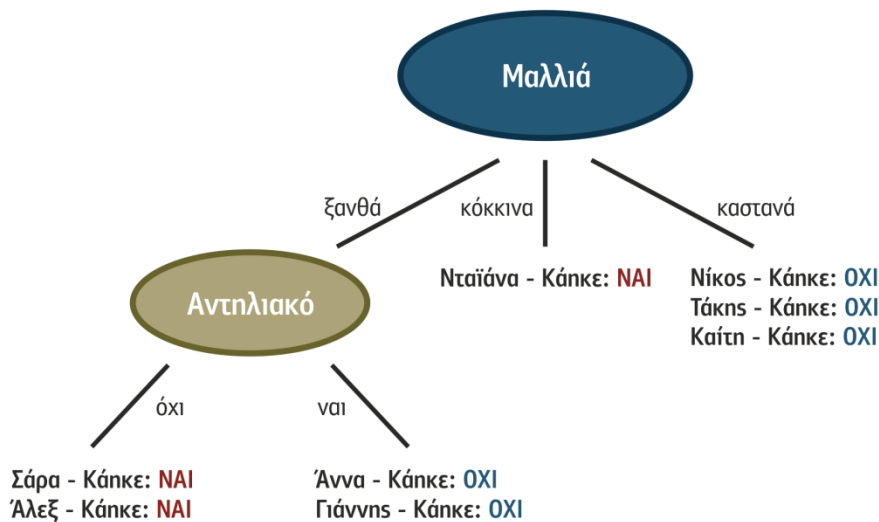 Μαλλιά
ξανθά
κόκκινα
καστανά
Αντηλιακό
Νταϊάνα - Κάηκε: ΝΑΙ
Νίκος - Κάηκε: ΟΧΙ
Τάκης - Κάηκε: ΟΧΙ
Καίτη - Κάηκε: ΟΧΙ
όχι
ναι
Σάρα - Κάηκε: ΝΑΙ
Άλεξ - Κάηκε: ΝΑΙ
Άννα - Κάηκε: ΟΧΙ
Γιάννης - Κάηκε: ΟΧΙ